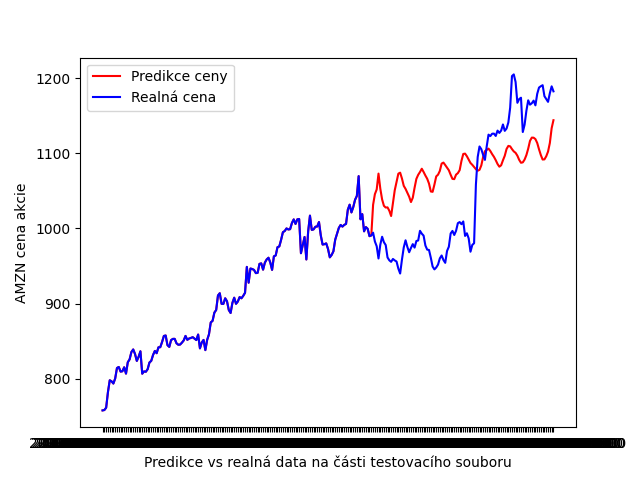 Predikce ceny
Realná cena
1200
1100
1000
900
800
AMZN cena akcie
Predikce vs realná data na části testovacího souboru